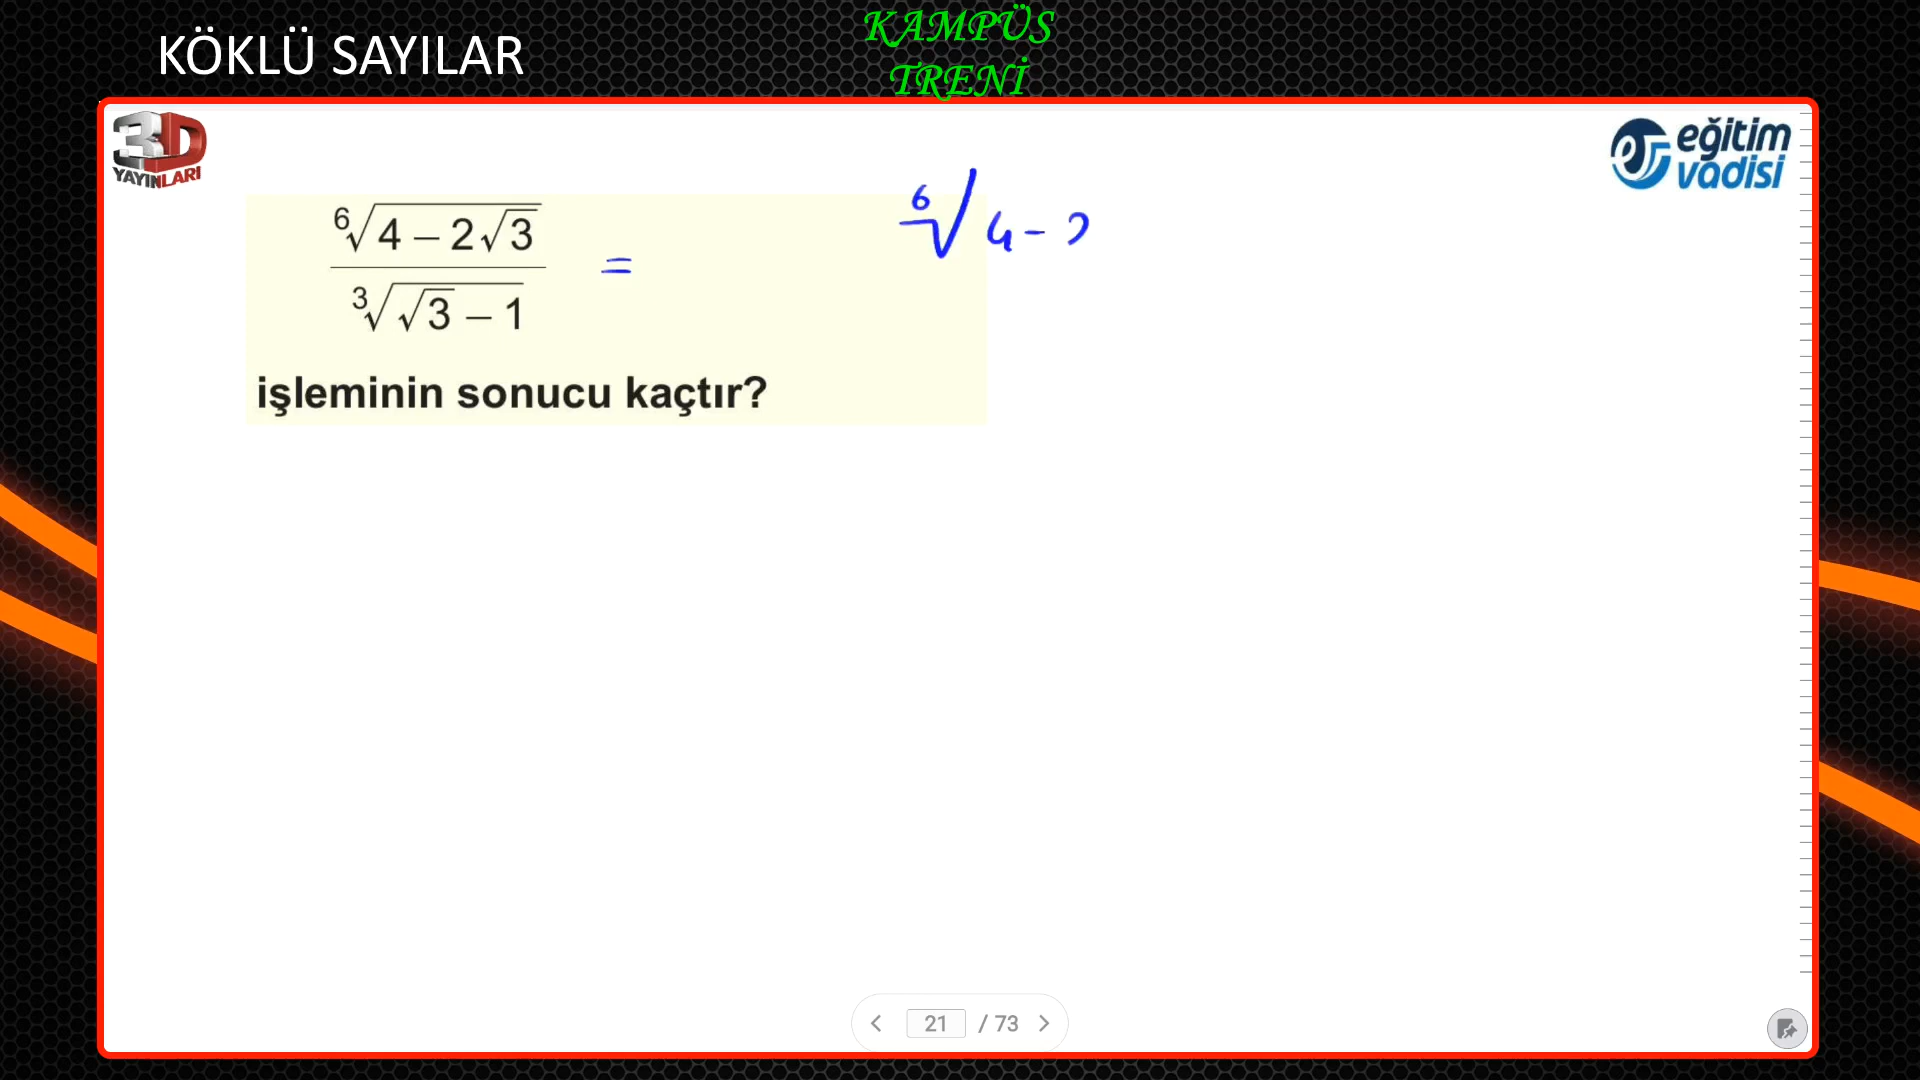 KÖKLÜ SAYILAR
KAMPÜS
TRENİ
3D
YAYINLARI
eğitim
vadisi
⁶√(4 – 2√3)
=
³√(√3 – 1)
⁶√4 -
işleminin sonucu kaçtır?
21 / 73